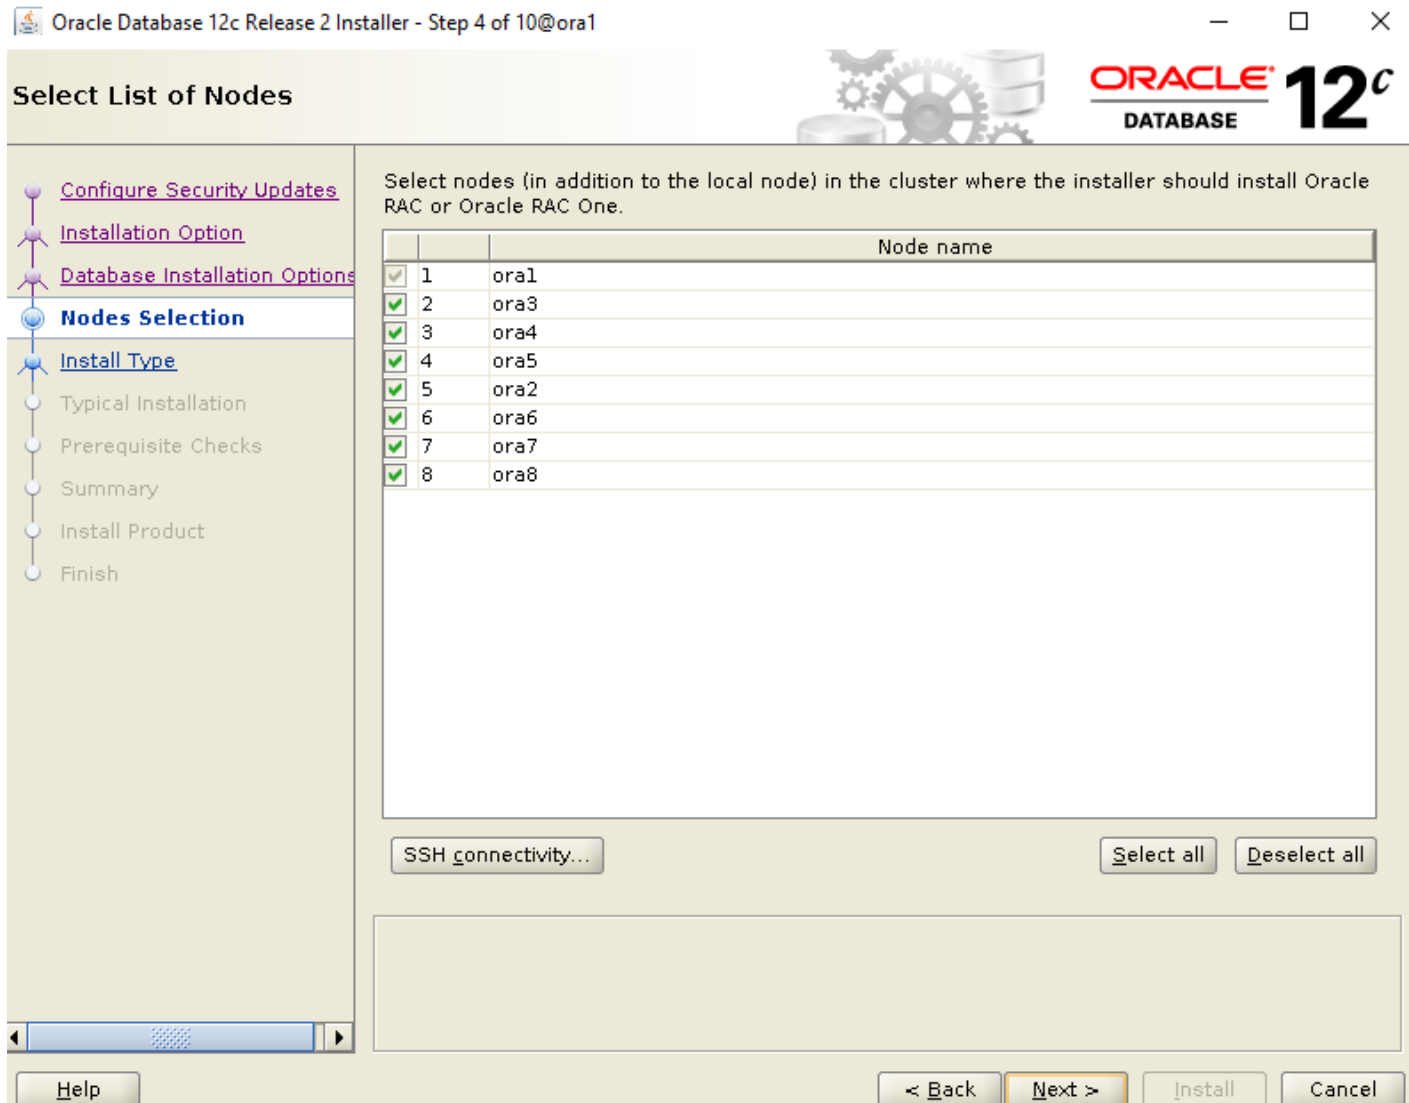 Oracle Database 12c Release 2 Installer - Step 4 of 10@ora1
Select List of Nodes
ORACLE
DATABASE
12c
Configure Security Updates
Installation Option
Database Installation Options
Nodes Selection
Install Type
Typical Installation
Prerequisite Checks
Summary
Install Product
Finish
Select nodes (in addition to the local node) in the cluster where the installer should install Oracle
RAC or Oracle RAC One.
Node name
1 ora1
2 ora3
3 ora4
4 ora5
5 ora2
6 ora6
7 ora7
8 ora8
SSH connectivity...
Select all
Deselect all
Help
< Back
Next >
Install
Cancel